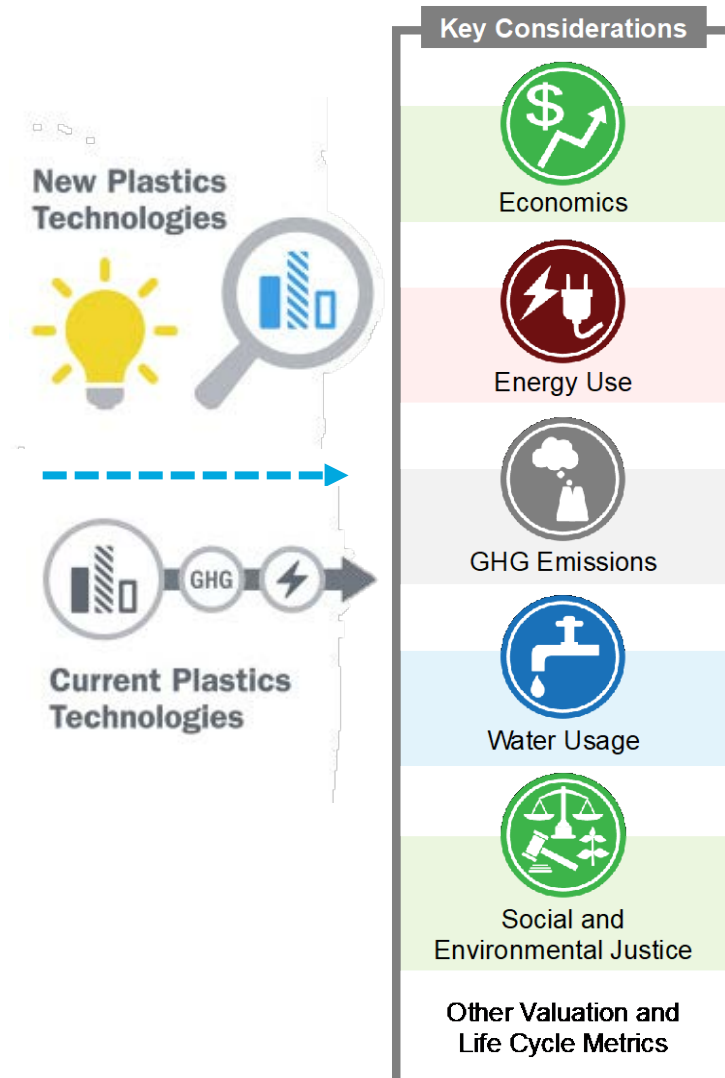 Key Considerations
New Plastics
Technologies
$
Economics
Energy Use
GHG Emissions
GHG
Current Plastics
Technologies
Water Usage
Social and
Environmental Justice
Other Valuation and
Life Cycle Metrics